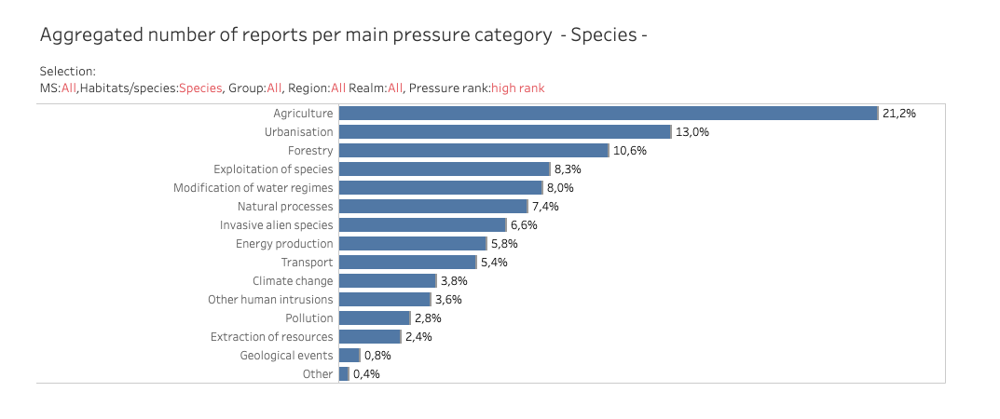 Aggregated number of reports per main pressure category - Species -
Selection:
MS:All,Habitats/species:Species, Group:All, Region:All Realm:All, Pressure rank:high rank
Agriculture 21,2%
Urbanisation 13,0%
Forestry 10,6%
Exploitation of species 8,3%
Modification of water regimes 8,0%
Natural processes 7,4%
Invasive alien species 6,6%
Energy production 5,8%
Transport 5,4%
Climate change 3,8%
Other human intrusions 3,6%
Pollution 2,8%
Extraction of resources 2,4%
Geological events 0,8%
Other 0,4%